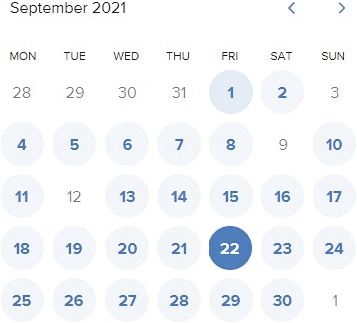 September 2021 < >
MON TUE WED THU FRI SAT SUN
28 29 30 31 1 2 3
4 5 6 7 8 9 10
11 12 13 14 15 16 17
18 19 20 21 22 23 24
25 26 27 28 29 30 1